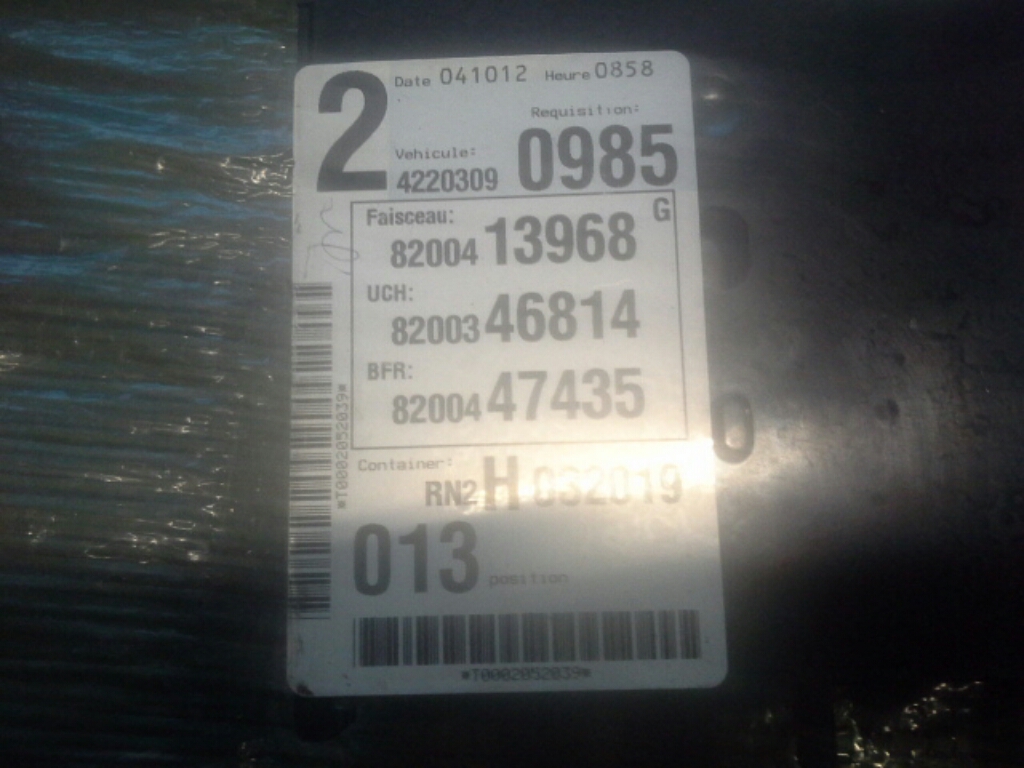 2 Date 041012 Heure 0858
Requisition:
Vehicule:
4220309 0985
Faisceau: G
82004 13968
UCH:
82003 46814
BFR:
82004 47435
Container:
RN2 H 032019
013 position
*T0002052039*
*T0002052039*